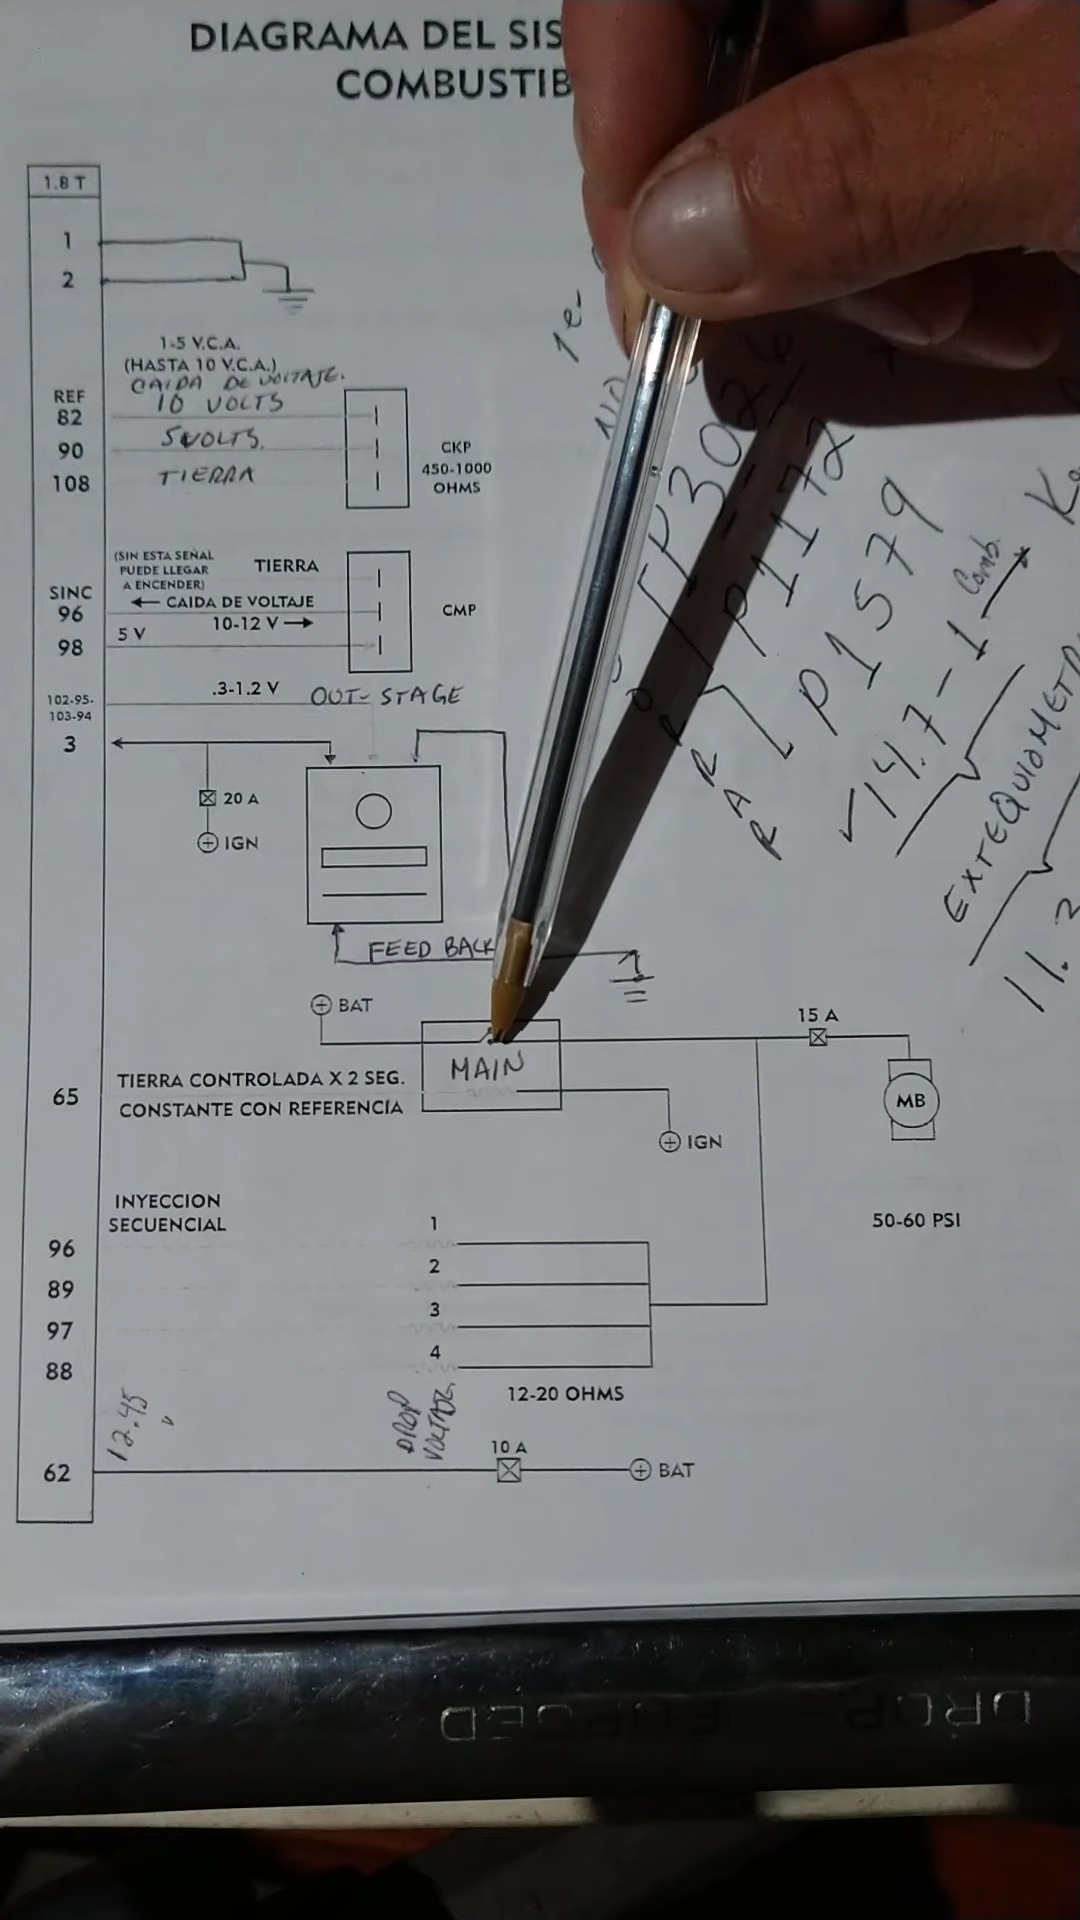 DIAGRAMA DEL SIS
COMBUSTIB
1.8 T
1
2
1-5 V.C.A.
(HASTA 10 V.C.A.)
CAIDA DE VOLTAJE.
REF
82
10 VOLTS
90
5 VOLTS.
108
TIERRA
CKP
450-1000
OHMS
(SIN ESTA SEÑAL
PUEDE LLEGAR
A ENCENDER)
TIERRA
SINC
96
← CAIDA DE VOLTAJE
10-12 V →
98
5 V
CMP
102-95-
103-94
.3-1.2 V
OUT-STAGE
3
20 A
IGN
FEED BACK
BAT
15 A
MAIN
MB
65
TIERRA CONTROLADA X 2 SEG.
CONSTANTE CON REFERENCIA
IGN
50-60 PSI
INYECCION
SECUENCIAL
96
1
89
2
97
3
88
4
12-20 OHMS
12.45
DROP
VOLTAJE.
62
10 A
BAT
1e-
P1172
P1579
14.7-1 Comb.
EXTEQUIOMETR